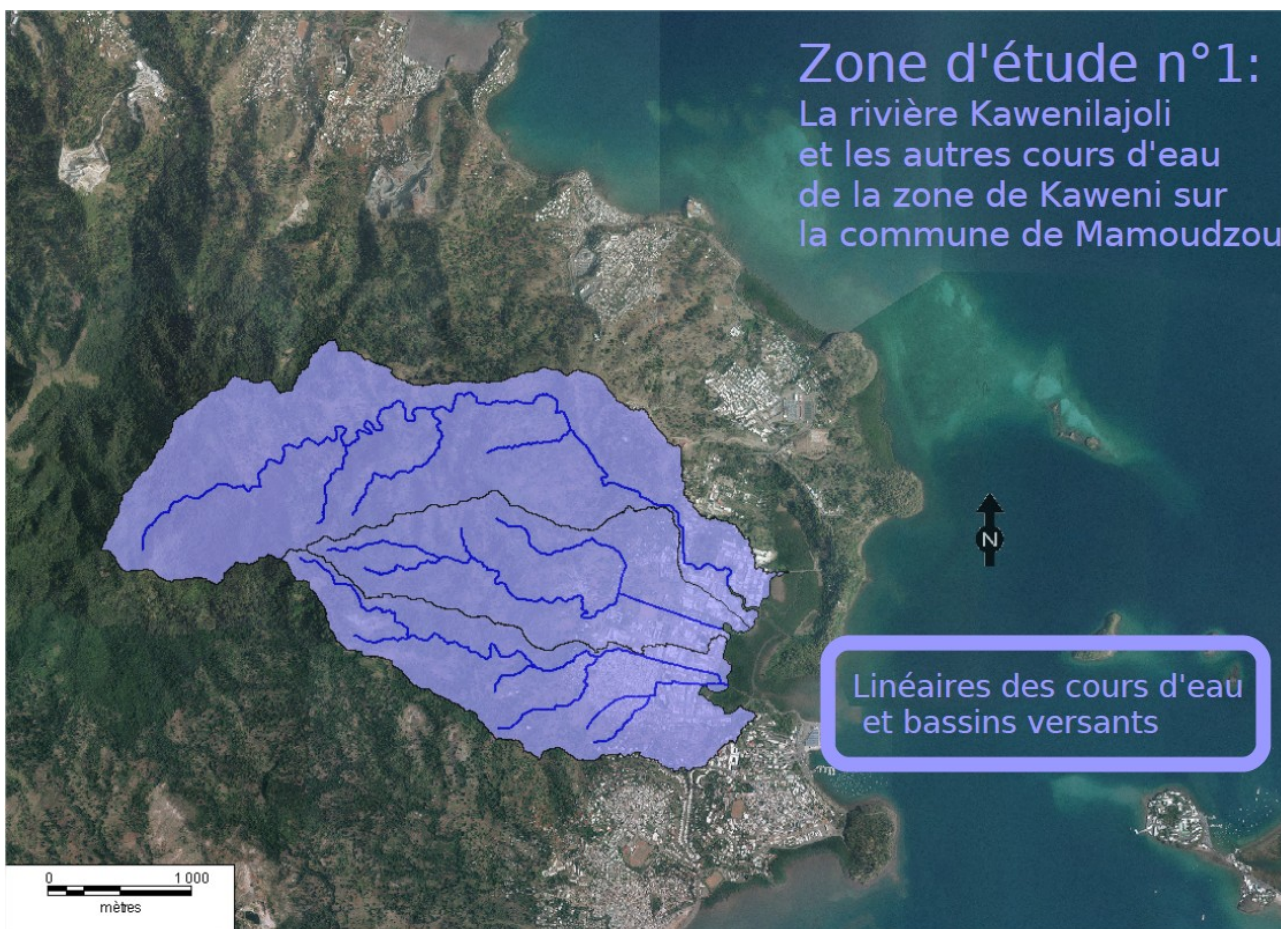 Zone d'étude n°1:
La rivière Kawenilajoli
et les autres cours d'eau
de la zone de Kaweni sur
la commune de Mamoudzou
N
Linéaires des cours d'eau
et bassins versants
0 1 000
mètres